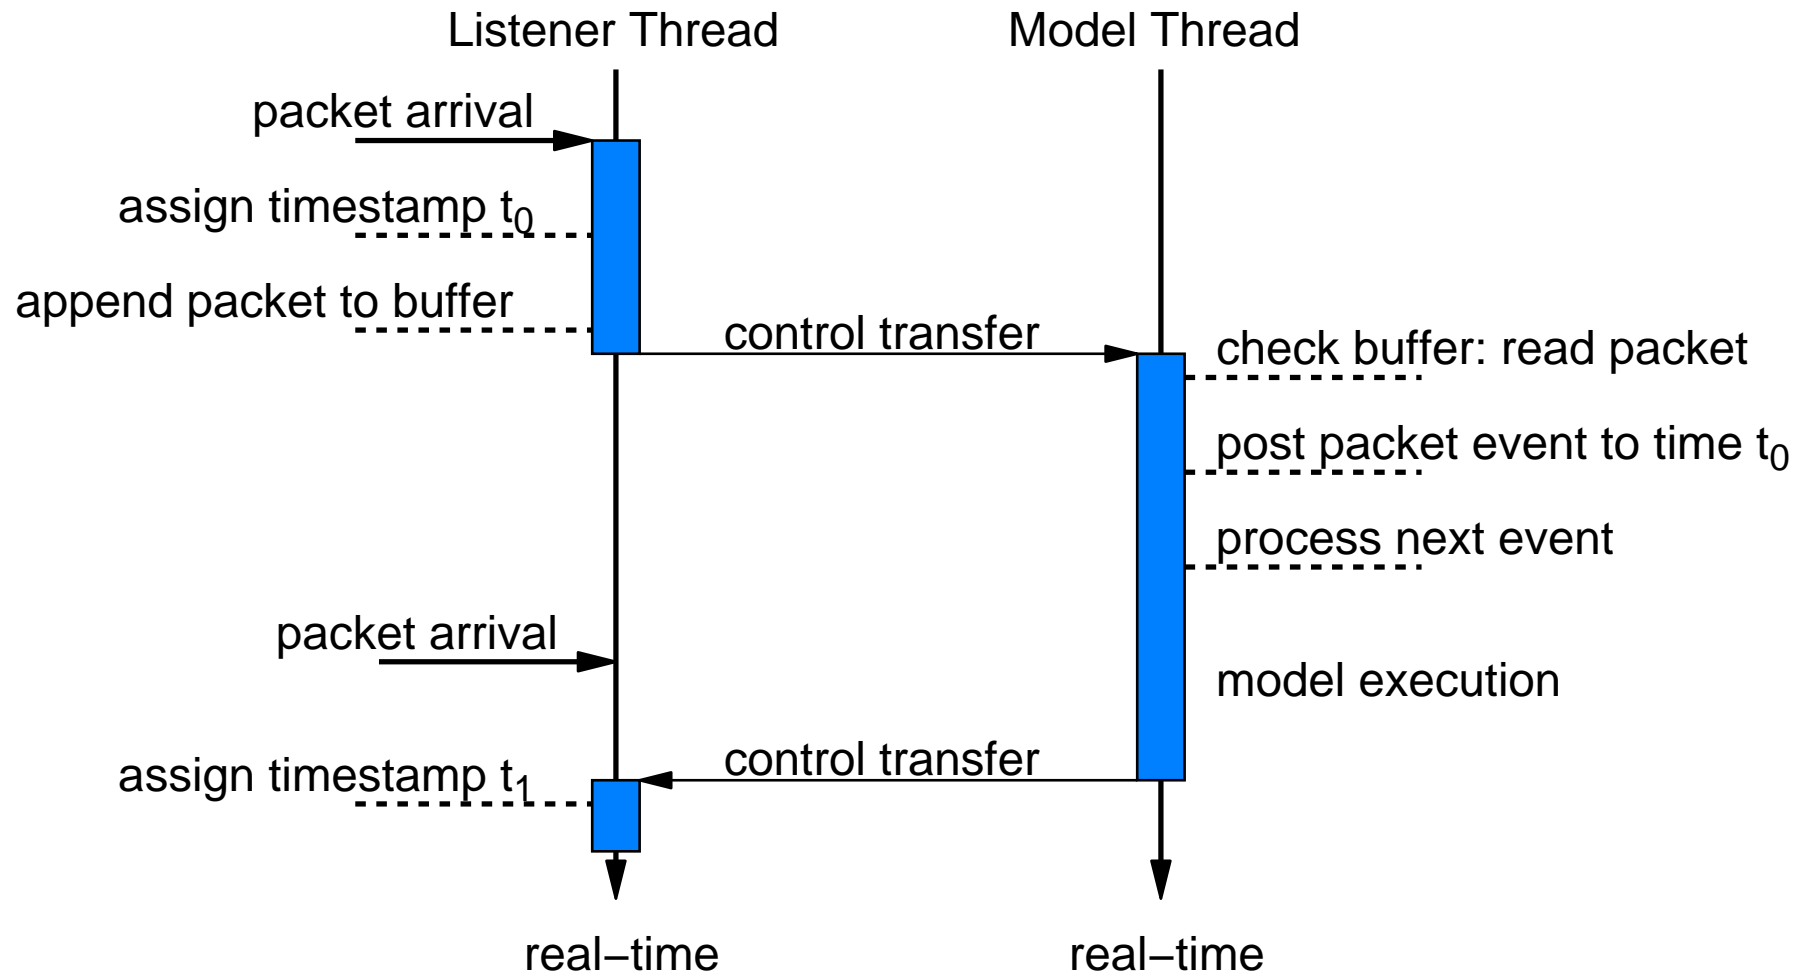 Listener Thread
Model Thread
packet arrival
assign timestamp t₀
append packet to buffer
control transfer
check buffer: read packet
post packet event to time t₀
process next event
packet arrival
model execution
control transfer
assign timestamp t₁
real−time
real−time